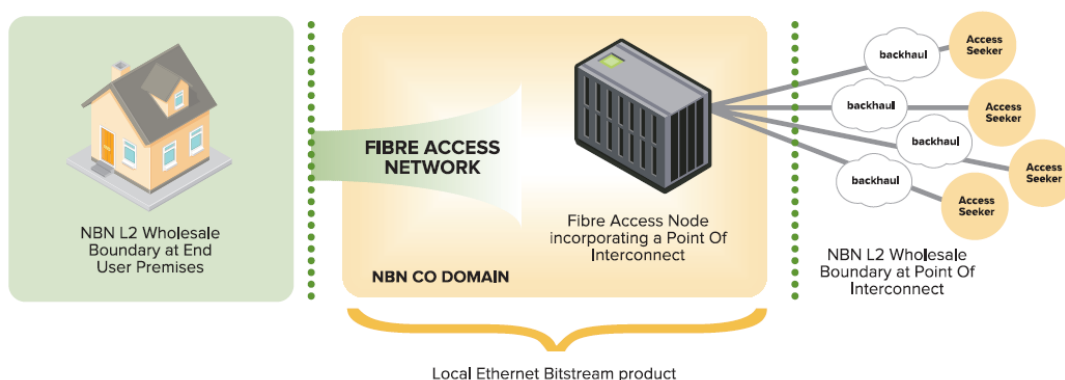 NBN L2 Wholesale
Boundary at End
User Premises
FIBRE ACCESS
NETWORK
NBN CO DOMAIN
Fibre Access Node
incorporating a Point Of
Interconnect
backhaul
Access
Seeker
backhaul
Access
Seeker
backhaul
Access
Seeker
backhaul
Access
Seeker
NBN L2 Wholesale
Boundary at Point Of
Interconnect
Local Ethernet Bitstream product